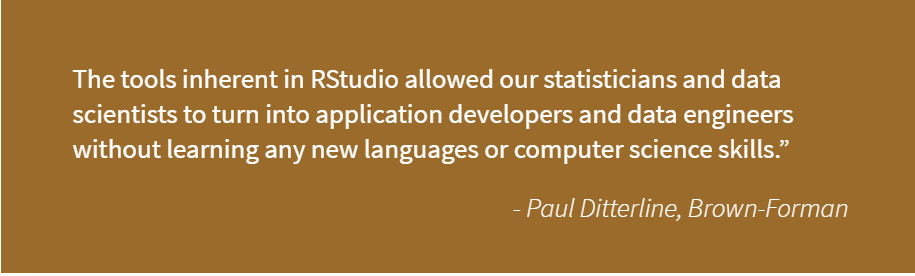 The tools inherent in RStudio allowed our statisticians and data
scientists to turn into application developers and data engineers
without learning any new languages or computer science skills.”
- Paul Ditterline, Brown-Forman